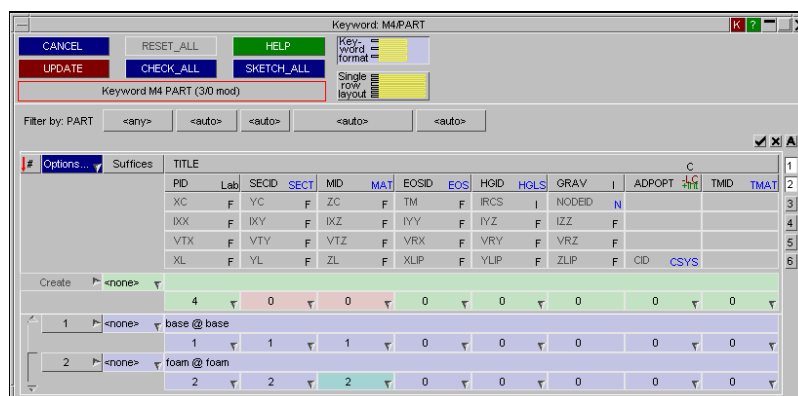 Keyword: M4/PART
K ?
CANCEL RESET_ALL HELP Key-word format
UPDATE CHECK_ALL SKETCH_ALL Single row layout
Keyword M4 PART (3/0 mod)
Filter by: PART <any> <auto> <auto> <auto> <auto>
X A
# Options... Suffices TITLE C 1
PID Lab SECID SECT MID MAT EOSID EOS HGID HGLS GRAV I ADPOPT +Int TMID TMAT 2
XC F YC F ZC F TM F IRCS I NODEID N 3
IXX F IXY F IXZ F IYY F IYZ F IZZ F 4
VTX F VTY F VTZ F VRX F VRY F VRZ F 5
XL F YL F ZL F XLIP F YLIP F ZLIP F CID CSYS 6
Create <none>
4 0 0 0 0 0 0 0
1 <none> base @ base
1 1 1 0 0 0 0 0
2 <none> foam @ foam
2 2 2 0 0 0 0 0